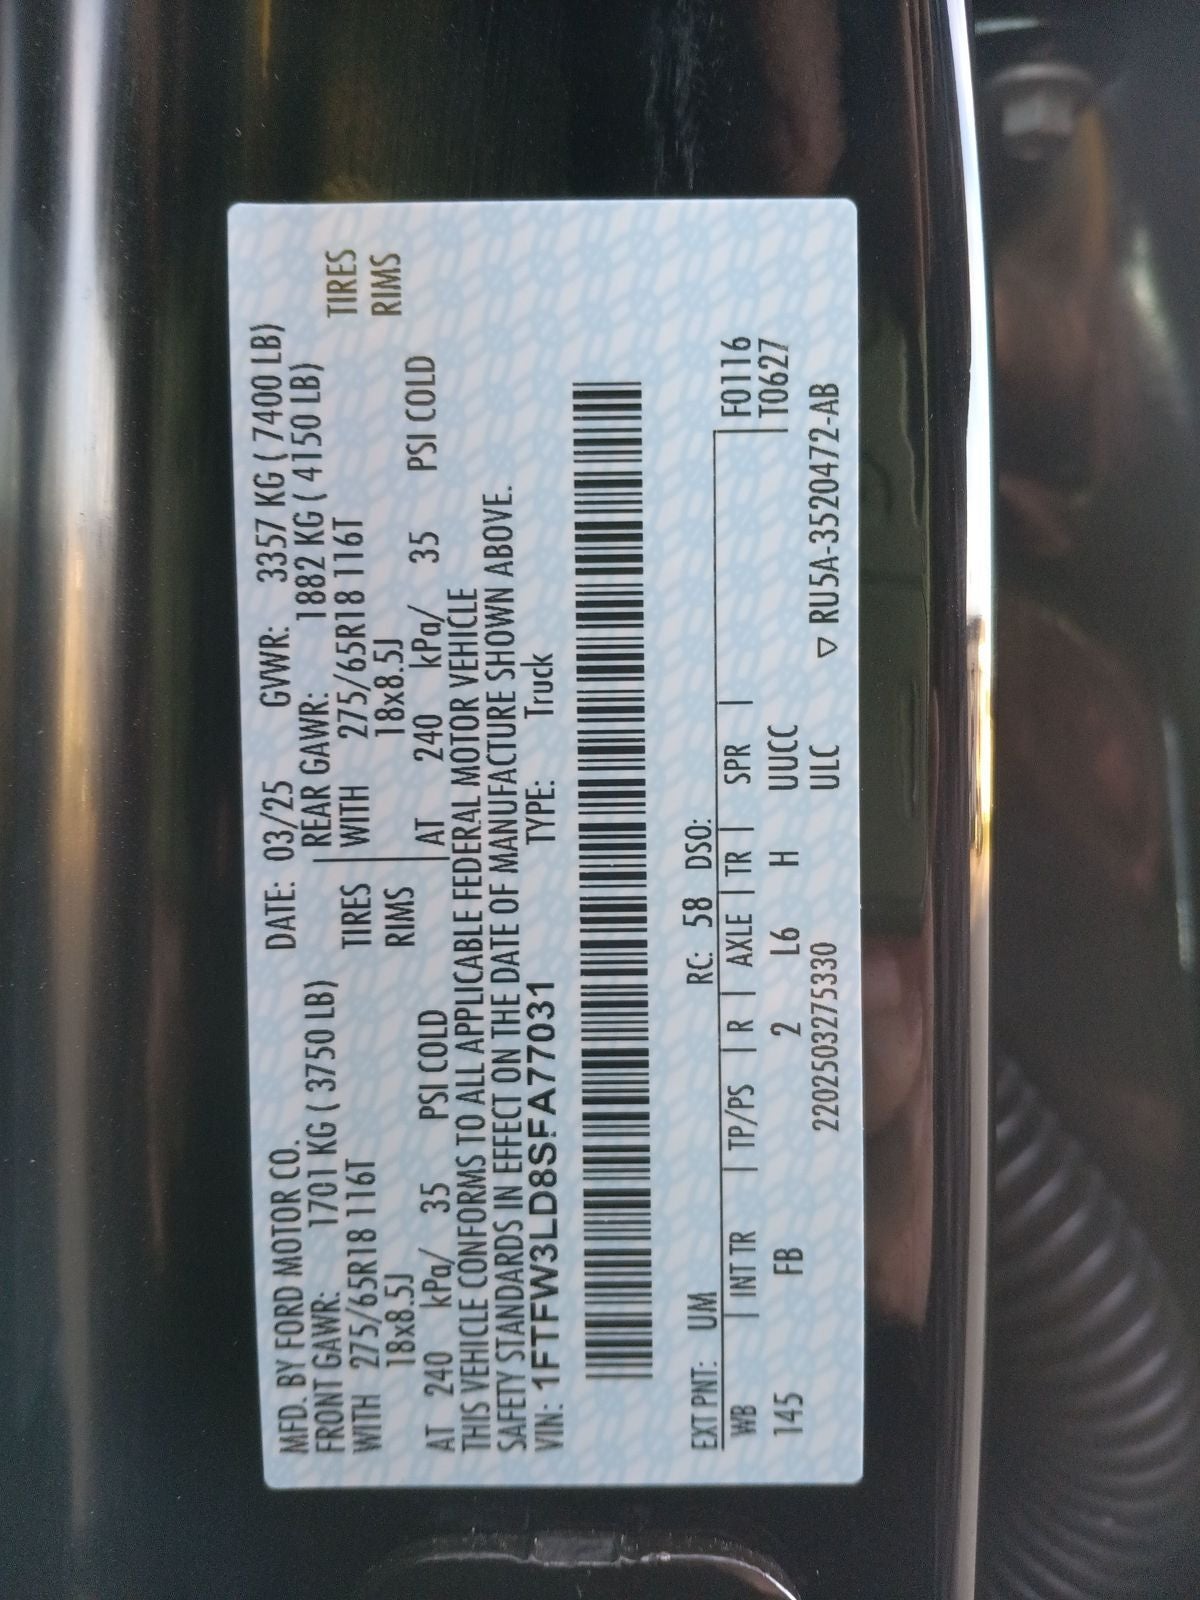 MFD. BY FORD MOTOR CO. DATE: 03/25 GVWR: 3357 KG ( 7400 LB)
FRONT GAWR: 1701 KG ( 3750 LB) REAR GAWR: 1882 KG ( 4150 LB)
WITH 275/65R18 116T TIRES WITH 275/65R18 116T TIRES
18x8.5J RIMS 18x8.5J RIMS
AT 240 kPa/ 35 PSI COLD AT 240 kPa/ 35 PSI COLD
THIS VEHICLE CONFORMS TO ALL APPLICABLE FEDERAL MOTOR VEHICLE
SAFETY STANDARDS IN EFFECT ON THE DATE OF MANUFACTURE SHOWN ABOVE.
VIN: 1FTFW3LD8SFA77031 TYPE: Truck
EXT PNT: UM RC: 58 DSO:
WB INT TR TP/PS R AXLE TR SPR F0116
T0627
145 FB 2 L6 H UUCC
2202503275330 ULC ▽ RU5A-3520472-AB